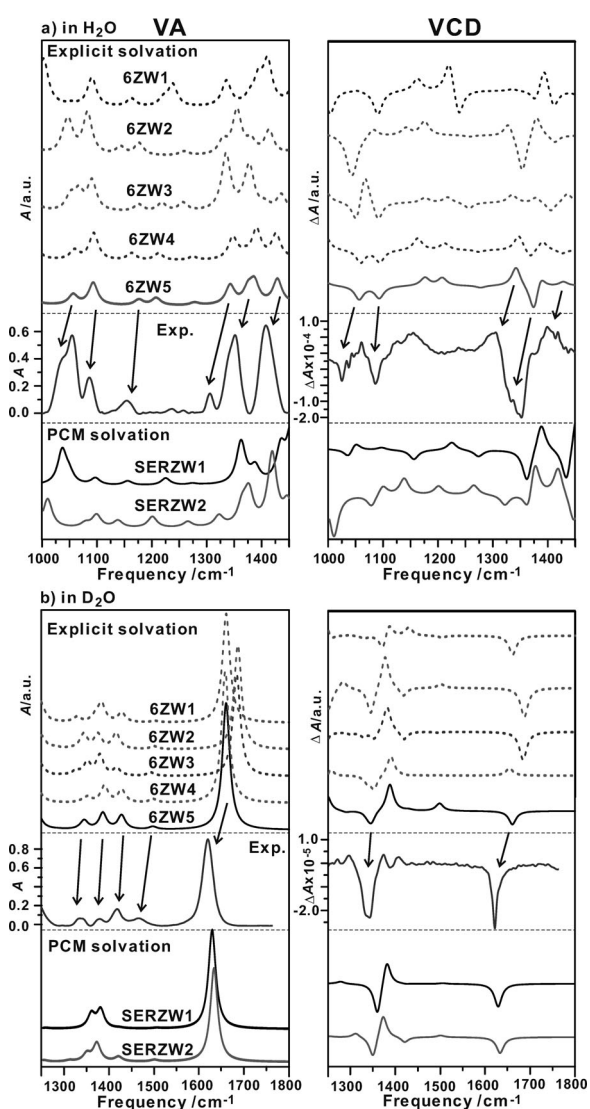 a) in H2O VA VCD
Explicit solvation
6ZW1
6ZW2
6ZW3
6ZW4
6ZW5
A/a.u.
ΔA/a.u.
Exp.
0.6
0.4
0.2
0.0
A
1.0
-1.0
-2.0
ΔA×10-4
PCM solvation
SERZW1
SERZW2
1000 1100 1200 1300 1400
Frequency /cm-1
1000 1100 1200 1300 1400
Frequency /cm-1
b) in D2O
Explicit solvation
6ZW1
6ZW2
6ZW3
6ZW4
6ZW5
A/a.u.
ΔA/a.u.
Exp.
0.8
0.4
0.2
0.0
A
1.0
-2.0
ΔA×10-5
PCM solvation
SERZW1
SERZW2
1300 1400 1500 1600 1700 1800
Frequency /cm-1
1300 1400 1500 1600 1700 1800
Frequency /cm-1